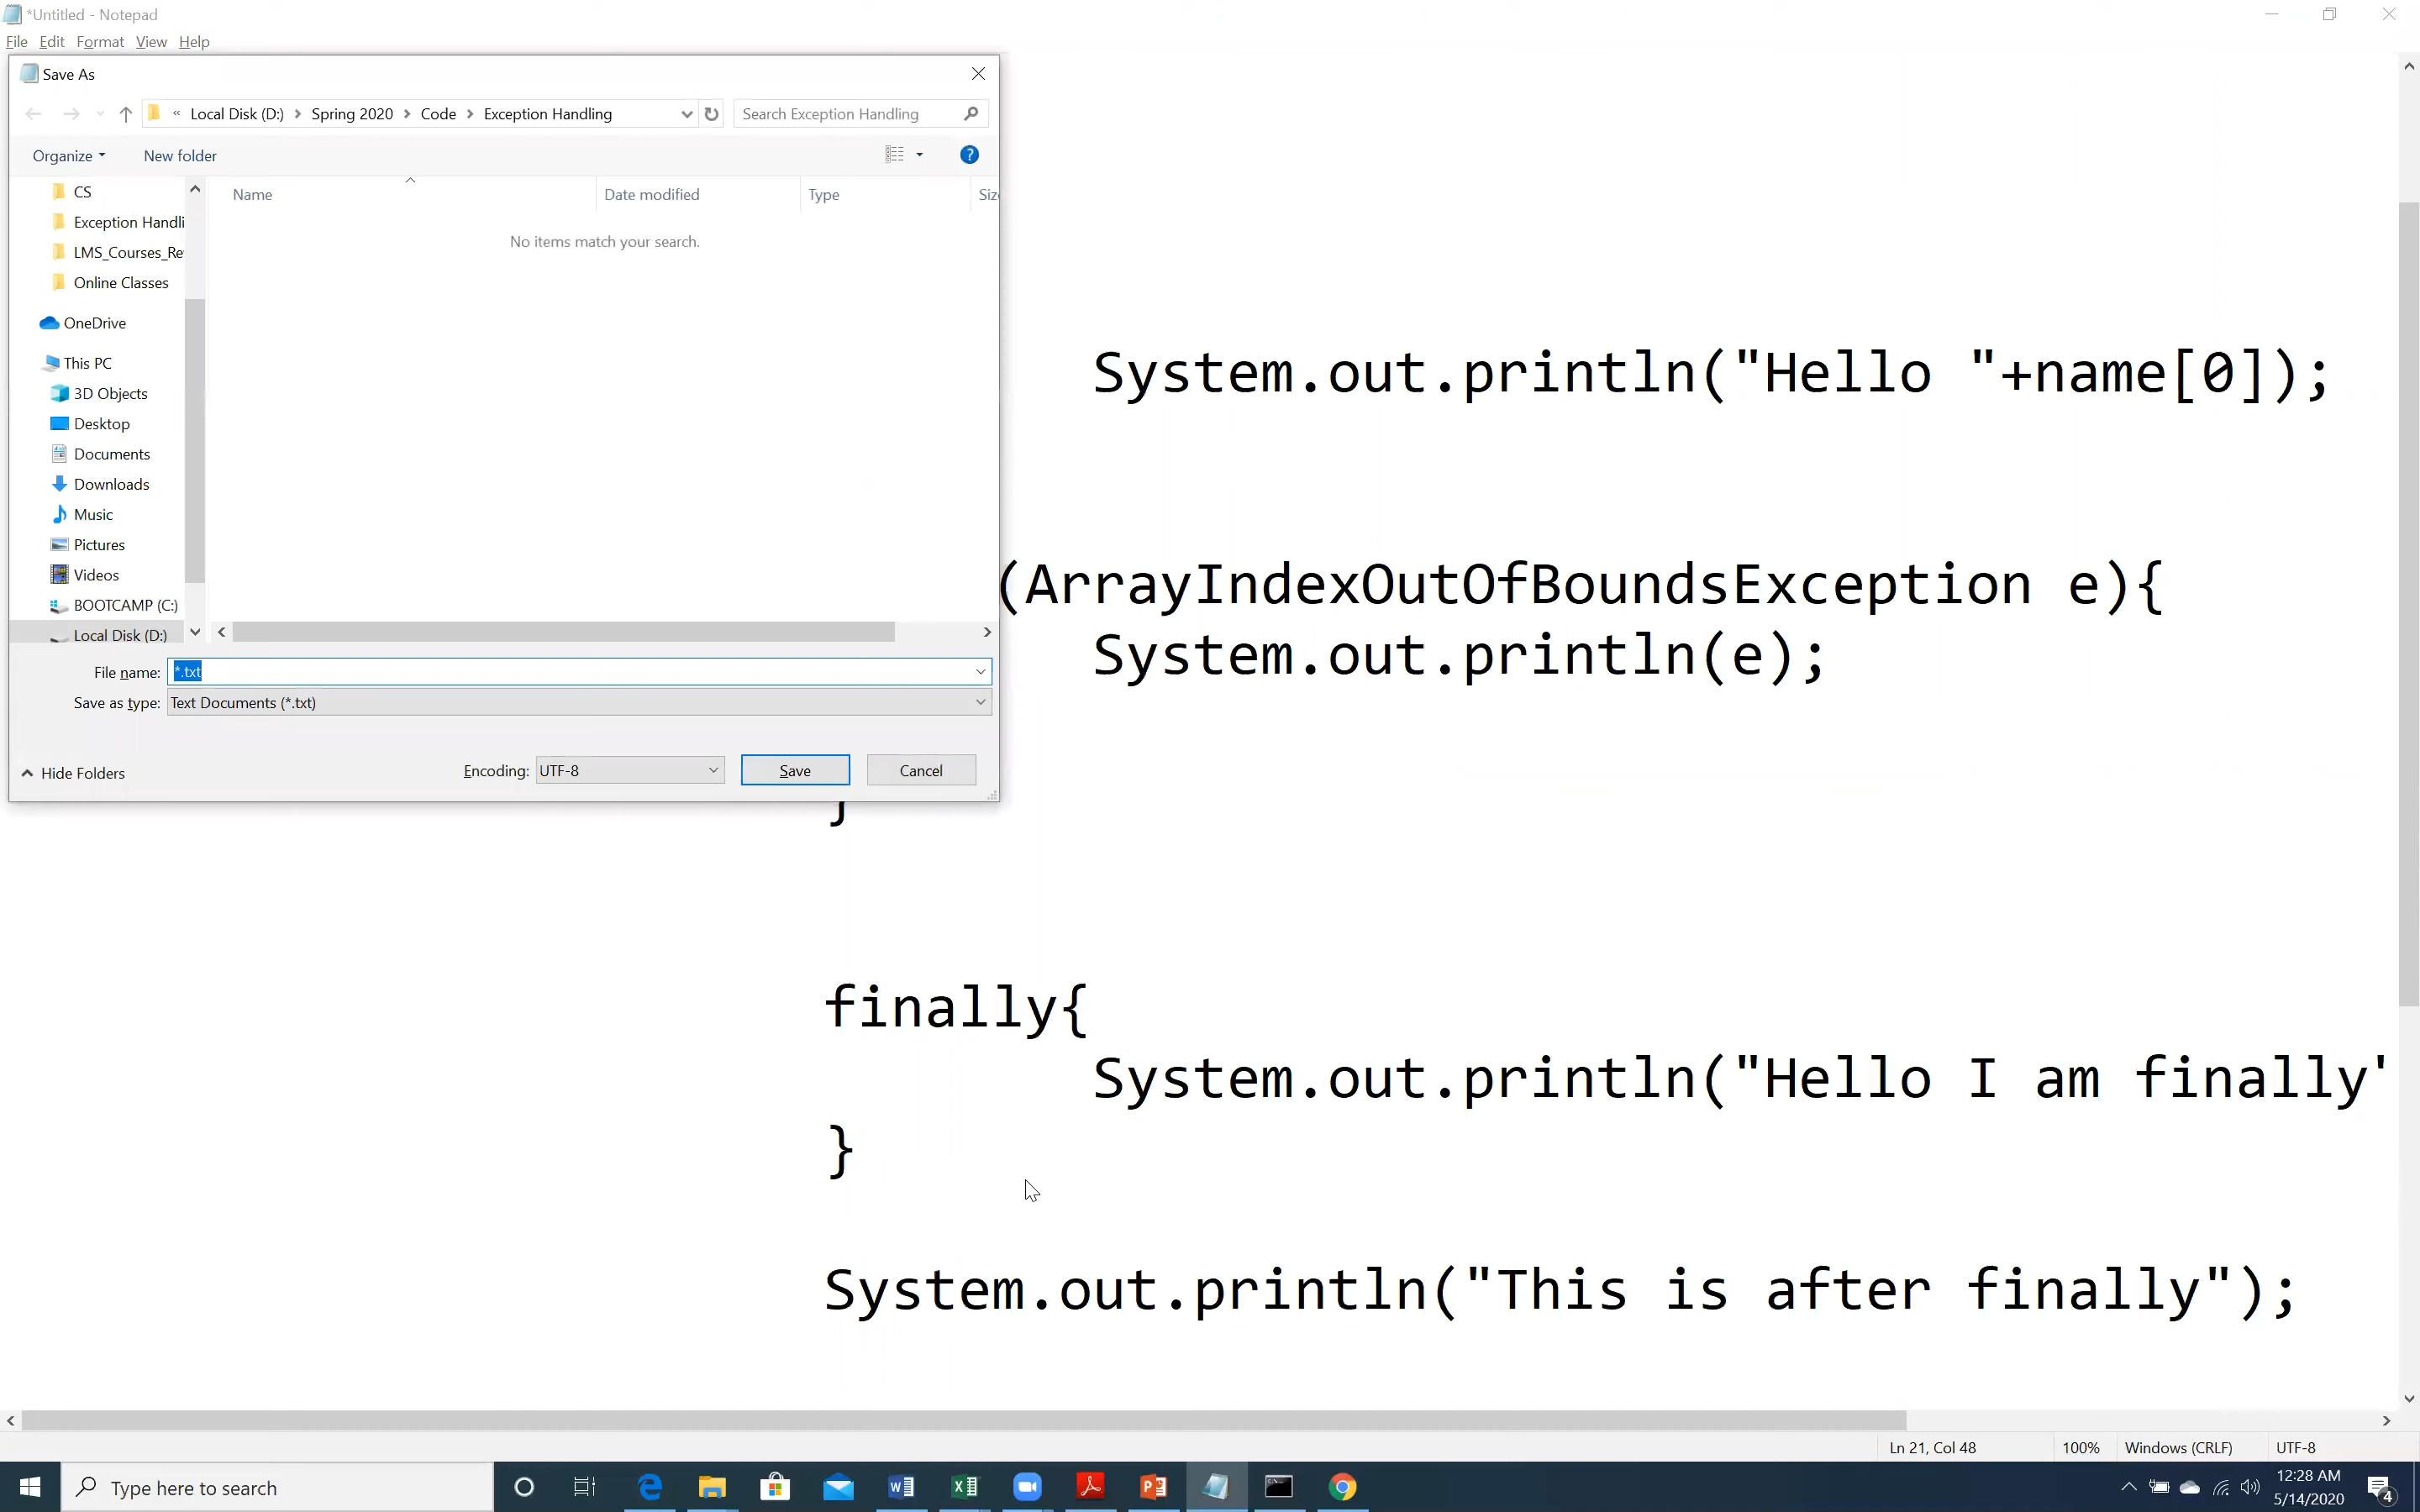 *Untitled - Notepad
File Edit Format View Help
Save As
« Local Disk (D:) > Spring 2020 > Code > Exception Handling
Search Exception Handling
Organize
New folder
Name
Date modified
Type
Siz
CS
Exception Handli
LMS_Courses_Re
Online Classes
OneDrive
This PC
3D Objects
Desktop
Documents
Downloads
Music
Pictures
Videos
BOOTCAMP (C:)
Local Disk (D:)
No items match your search.
File name: *.txt
Save as type: Text Documents (*.txt)
Hide Folders
Encoding: UTF-8
Save
Cancel
System.out.println("Hello "+name[0]);
(ArrayIndexOutOfBoundsException e){
System.out.println(e);
}
finally{
System.out.println("Hello I am finally"
}
System.out.println("This is after finally");
Ln 21, Col 48
100%
Windows (CRLF)
UTF-8
Type here to search
12:28 AM
5/14/2020
4